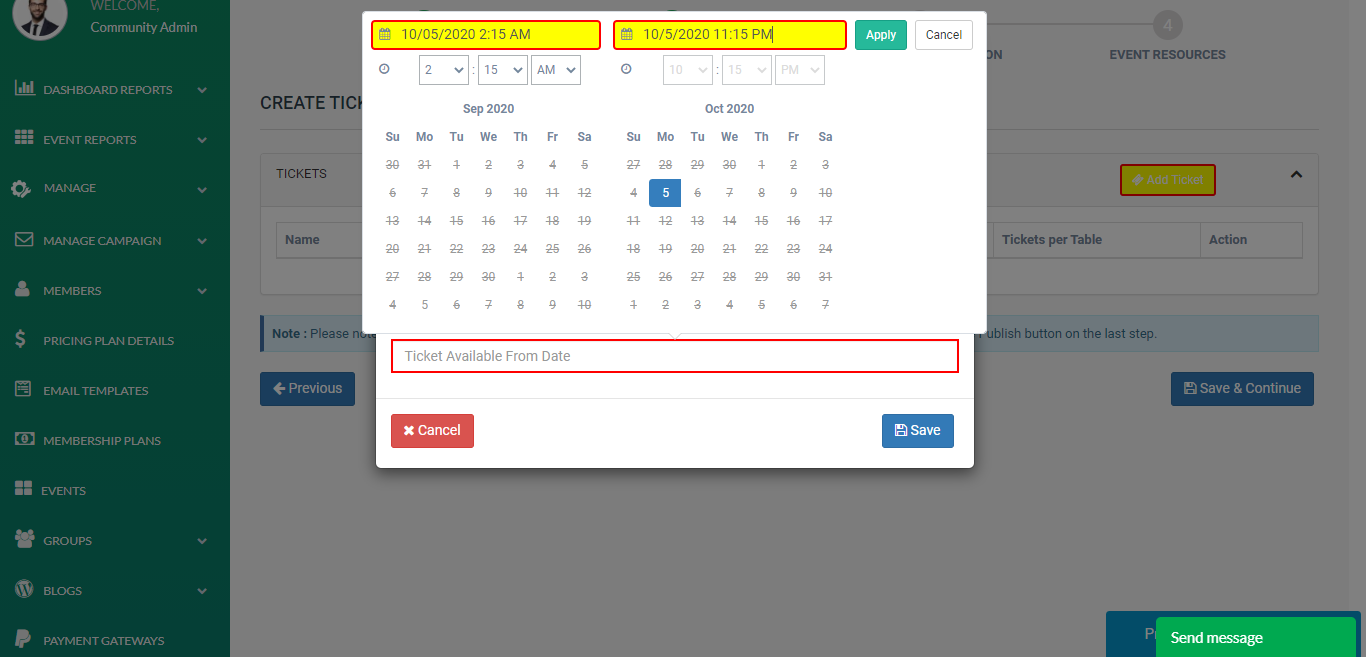 WELCOME,
Community Admin
DASHBOARD REPORTS
EVENT REPORTS
MANAGE
MANAGE CAMPAIGN
MEMBERS
PRICING PLAN DETAILS
EMAIL TEMPLATES
MEMBERSHIP PLANS
EVENTS
GROUPS
BLOGS
PAYMENT GATEWAYS
10/05/2020 2:15 AM 10/5/2020 11:15 PM Apply Cancel
2 : 15 AM 10 : 15 PM
4
ON EVENT RESOURCES
CREATE TICK
Sep 2020
Su Mo Tu We Th Fr Sa
30 31 1 2 3 4 5
6 7 8 9 10 11 12
13 14 15 16 17 18 19
20 21 22 23 24 25 26
27 28 29 30 1 2 3
4 5 6 7 8 9 10
Oct 2020
Su Mo Tu We Th Fr Sa
27 28 29 30 1 2 3
4 5 6 7 8 9 10
11 12 13 14 15 16 17
18 19 20 21 22 23 24
25 26 27 28 29 30 31
1 2 3 4 5 6 7
TICKETS Add Ticket
Name Tickets per Table Action
Note : Please note Publish button on the last step.
Ticket Available From Date
Previous Save & Continue
Cancel Save
Send message